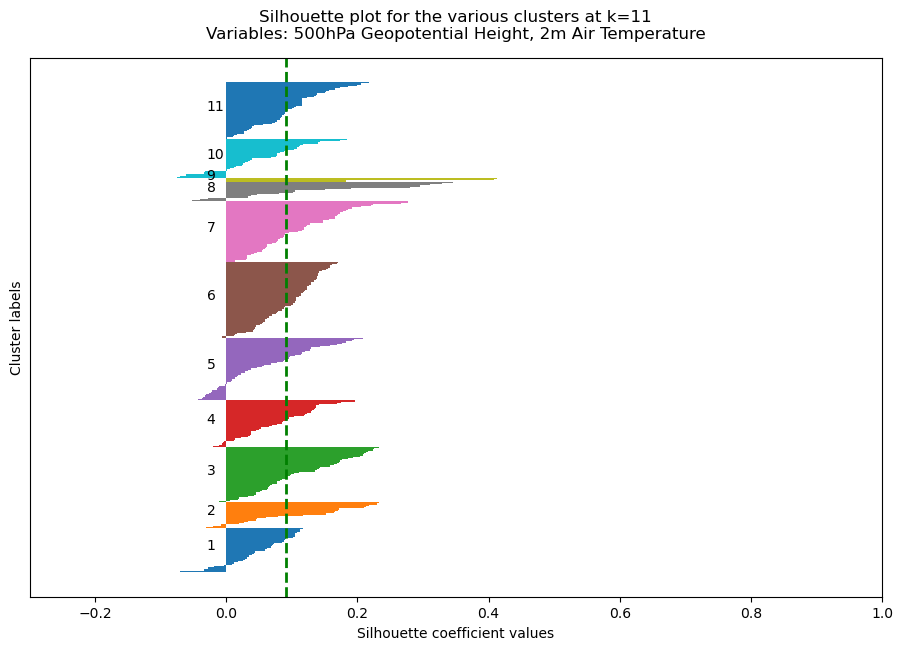 Silhouette plot for the various clusters at k=11
Variables: 500hPa Geopotential Height, 2m Air Temperature
11
10
9
8
7
6
5
4
3
2
1
Cluster labels
−0.2 0.0 0.2 0.4 0.6 0.8 1.0
Silhouette coefficient values